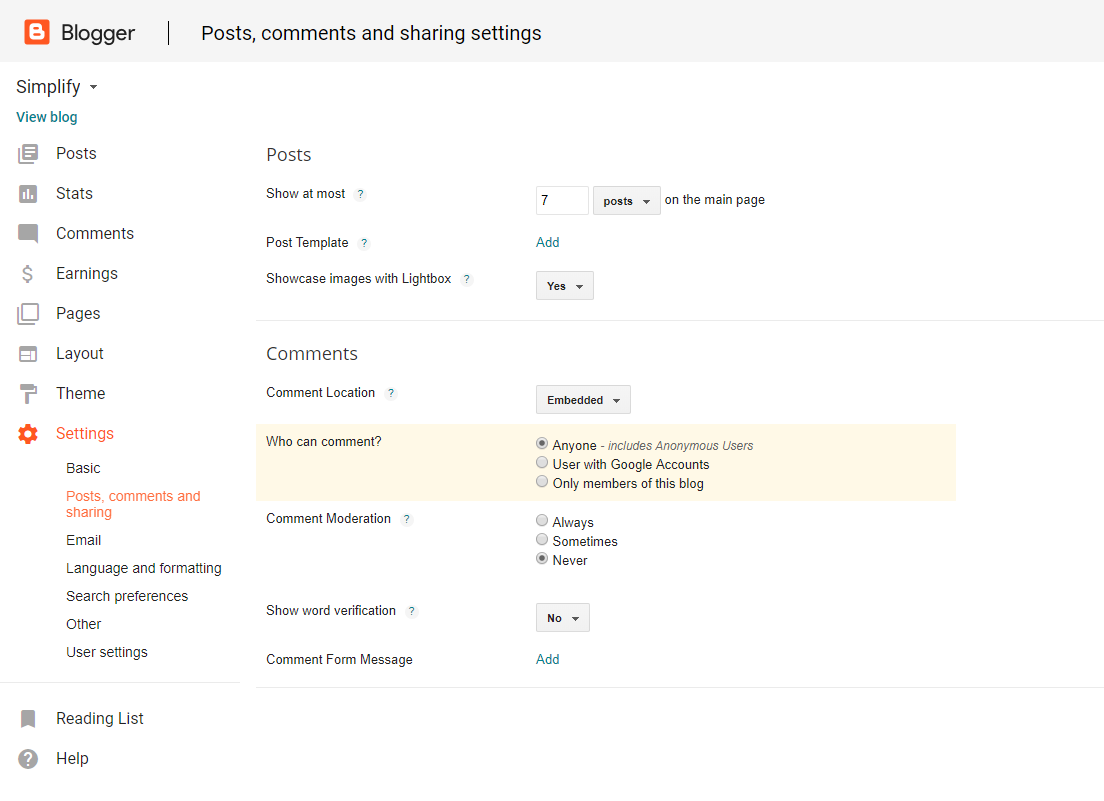 Blogger
Posts, comments and sharing settings
Simplify
View blog
Posts
Stats
Comments
Earnings
Pages
Layout
Theme
Settings
Basic
Posts, comments and
sharing
Email
Language and formatting
Search preferences
Other
User settings
Reading List
Help
Posts
Show at most ? 7 posts on the main page
Post Template ? Add
Showcase images with Lightbox ? Yes
Comments
Comment Location ? Embedded
Who can comment? Anyone - includes Anonymous Users
User with Google Accounts
Only members of this blog
Comment Moderation ? Always
Sometimes
Never
Show word verification ? No
Comment Form Message Add